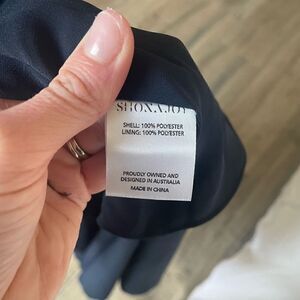 SHONA JOY
SHELL: 100% POLYESTER
LINING: 100% POLYESTER
PROUDLY OWNED AND
DESIGNED IN AUSTRALIA
MADE IN CHINA